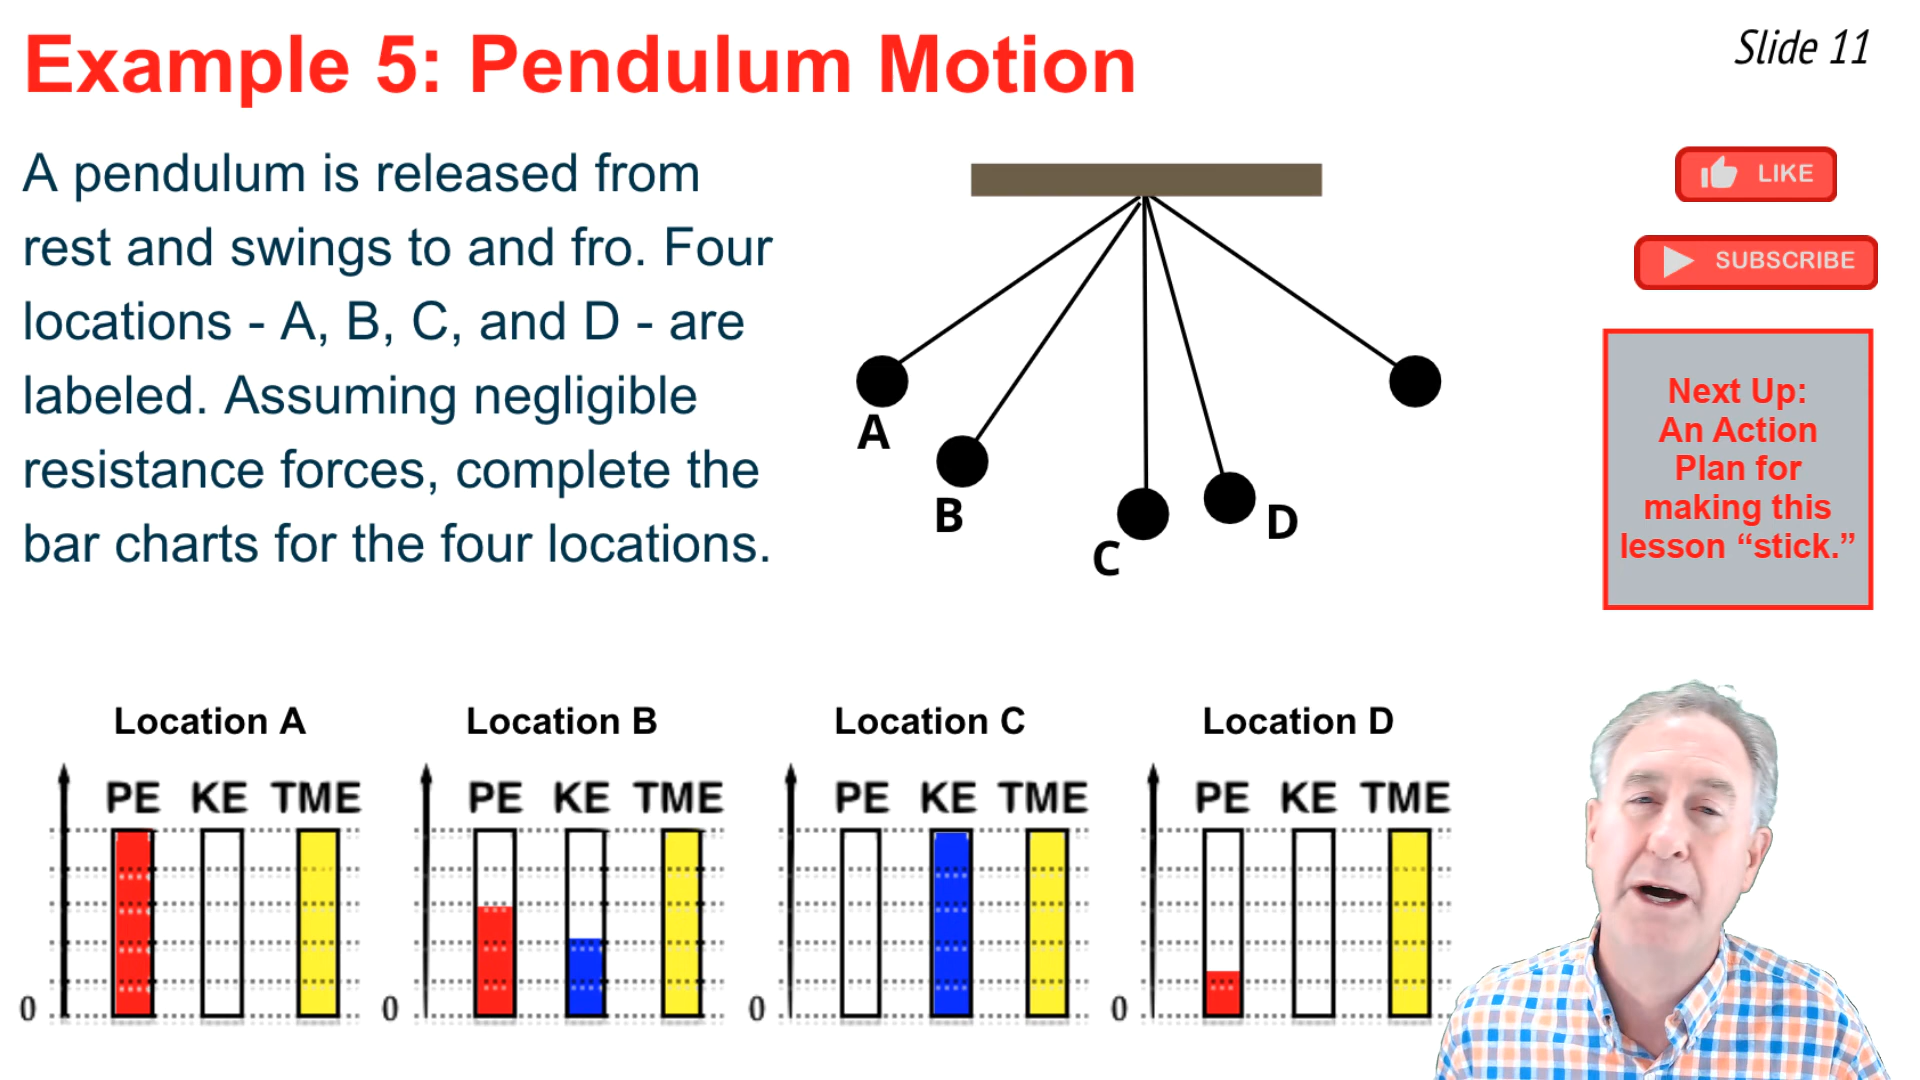 Example 5: Pendulum Motion
Slide 11
A pendulum is released from
rest and swings to and fro. Four
locations - A, B, C, and D - are
labeled. Assuming negligible
resistance forces, complete the
bar charts for the four locations.
A
B
C
D
LIKE
SUBSCRIBE
Next Up:
An Action
Plan for
making this
lesson “stick.”
Location A
PE KE TME
0
Location B
PE KE TME
0
Location C
PE KE TME
0
Location D
PE KE TME
0